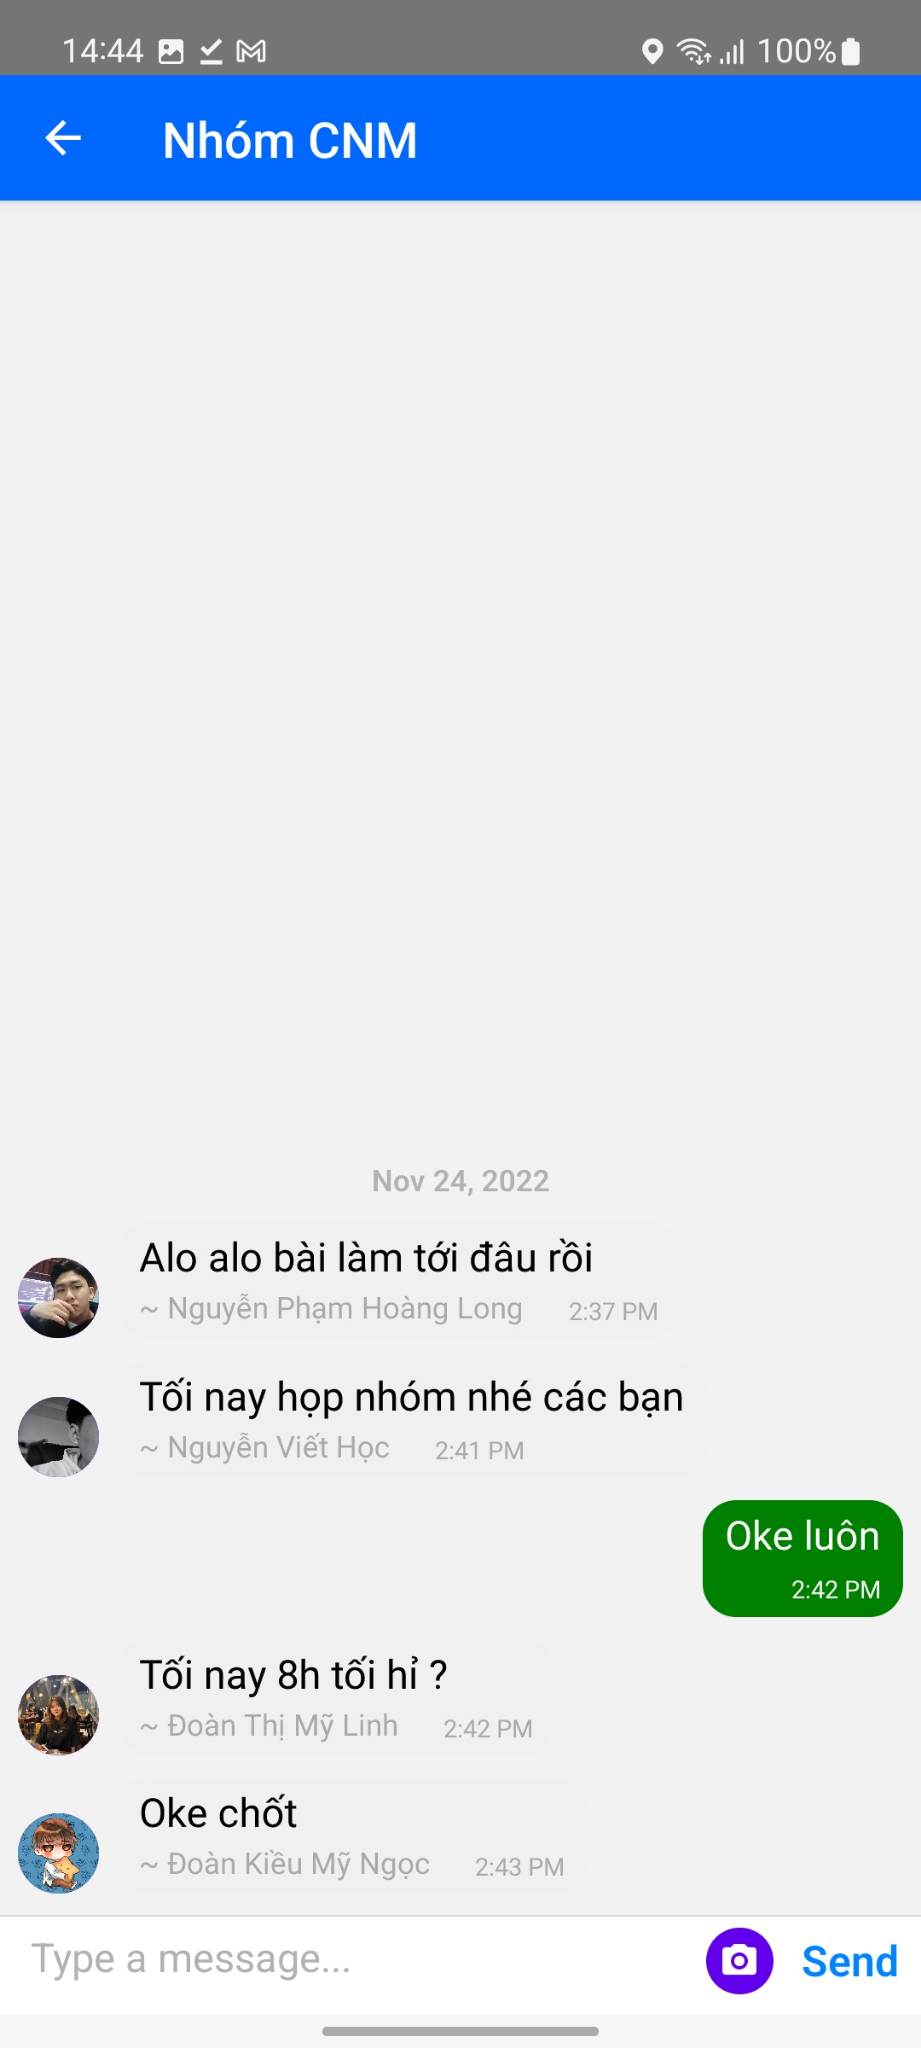 14:44
100%
Nhóm CNM
Nov 24, 2022
Alo alo bài làm tới đâu rồi
~ Nguyễn Phạm Hoàng Long 2:37 PM
Tối nay họp nhóm nhé các bạn
~ Nguyễn Viết Học 2:41 PM
Oke luôn
2:42 PM
Tối nay 8h tối hỉ ?
~ Đoàn Thị Mỹ Linh 2:42 PM
Oke chốt
~ Đoàn Kiều Mỹ Ngọc 2:43 PM
Type a message...
Send